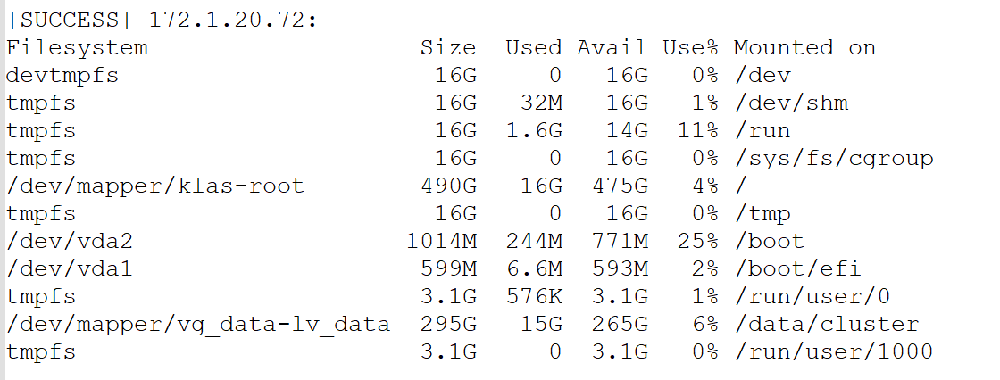 [SUCCESS] 172.1.20.72:
Filesystem                   Size  Used Avail Use% Mounted on
devtmpfs                      16G     0   16G   0% /dev
tmpfs                         16G   32M   16G   1% /dev/shm
tmpfs                         16G  1.6G   14G  11% /run
tmpfs                         16G     0   16G   0% /sys/fs/cgroup
/dev/mapper/klas-root        490G   16G  475G   4% /
tmpfs                         16G     0   16G   0% /tmp
/dev/vda2                   1014M  244M  771M  25% /boot
/dev/vda1                    599M  6.6M  593M   2% /boot/efi
tmpfs                        3.1G  576K  3.1G   1% /run/user/0
/dev/mapper/vg_data-lv_data  295G   15G  265G   6% /data/cluster
tmpfs                        3.1G     0  3.1G   0% /run/user/1000